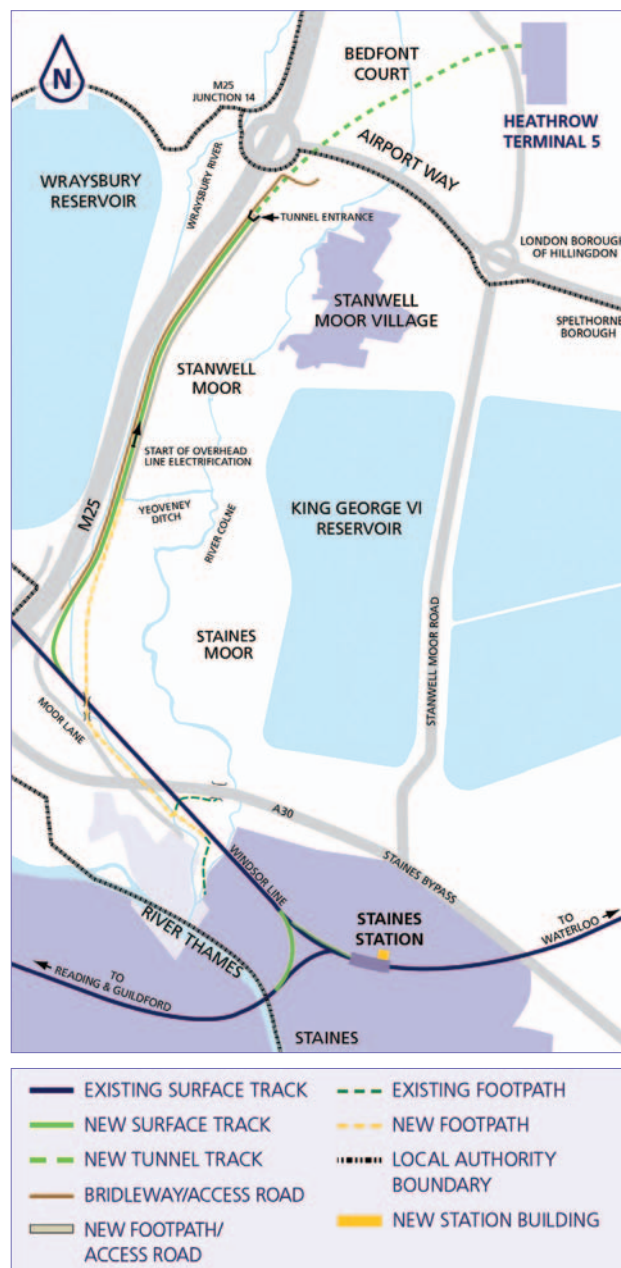 N
M25
JUNCTION 14
BEDFONT
COURT
HEATHROW
TERMINAL 5
WRAYSBURY
RESERVOIR
WRAYSBURY RIVER
AIRPORT WAY
TUNNEL ENTRANCE
LONDON BOROUGH
OF HILLINGDON
SPELTHORNE
BOROUGH
STANWELL
MOOR VILLAGE
STANWELL
MOOR
START OF OVERHEAD
LINE ELECTRIFICATION
M25
YEOVENEY
DITCH
RIVER COLNE
KING GEORGE VI
RESERVOIR
STAINES
MOOR
STANWELL MOOR ROAD
MOOR LANE
A30
STAINES BYPASS
WINDSOR LINE
RIVER THAMES
STAINES
STATION
TO
WATERLOO
TO
READING & GUILDFORD
STAINES
EXISTING SURFACE TRACK
NEW SURFACE TRACK
NEW TUNNEL TRACK
BRIDLEWAY/ACCESS ROAD
NEW FOOTPATH/
ACCESS ROAD
EXISTING FOOTPATH
NEW FOOTPATH
LOCAL AUTHORITY
BOUNDARY
NEW STATION BUILDING